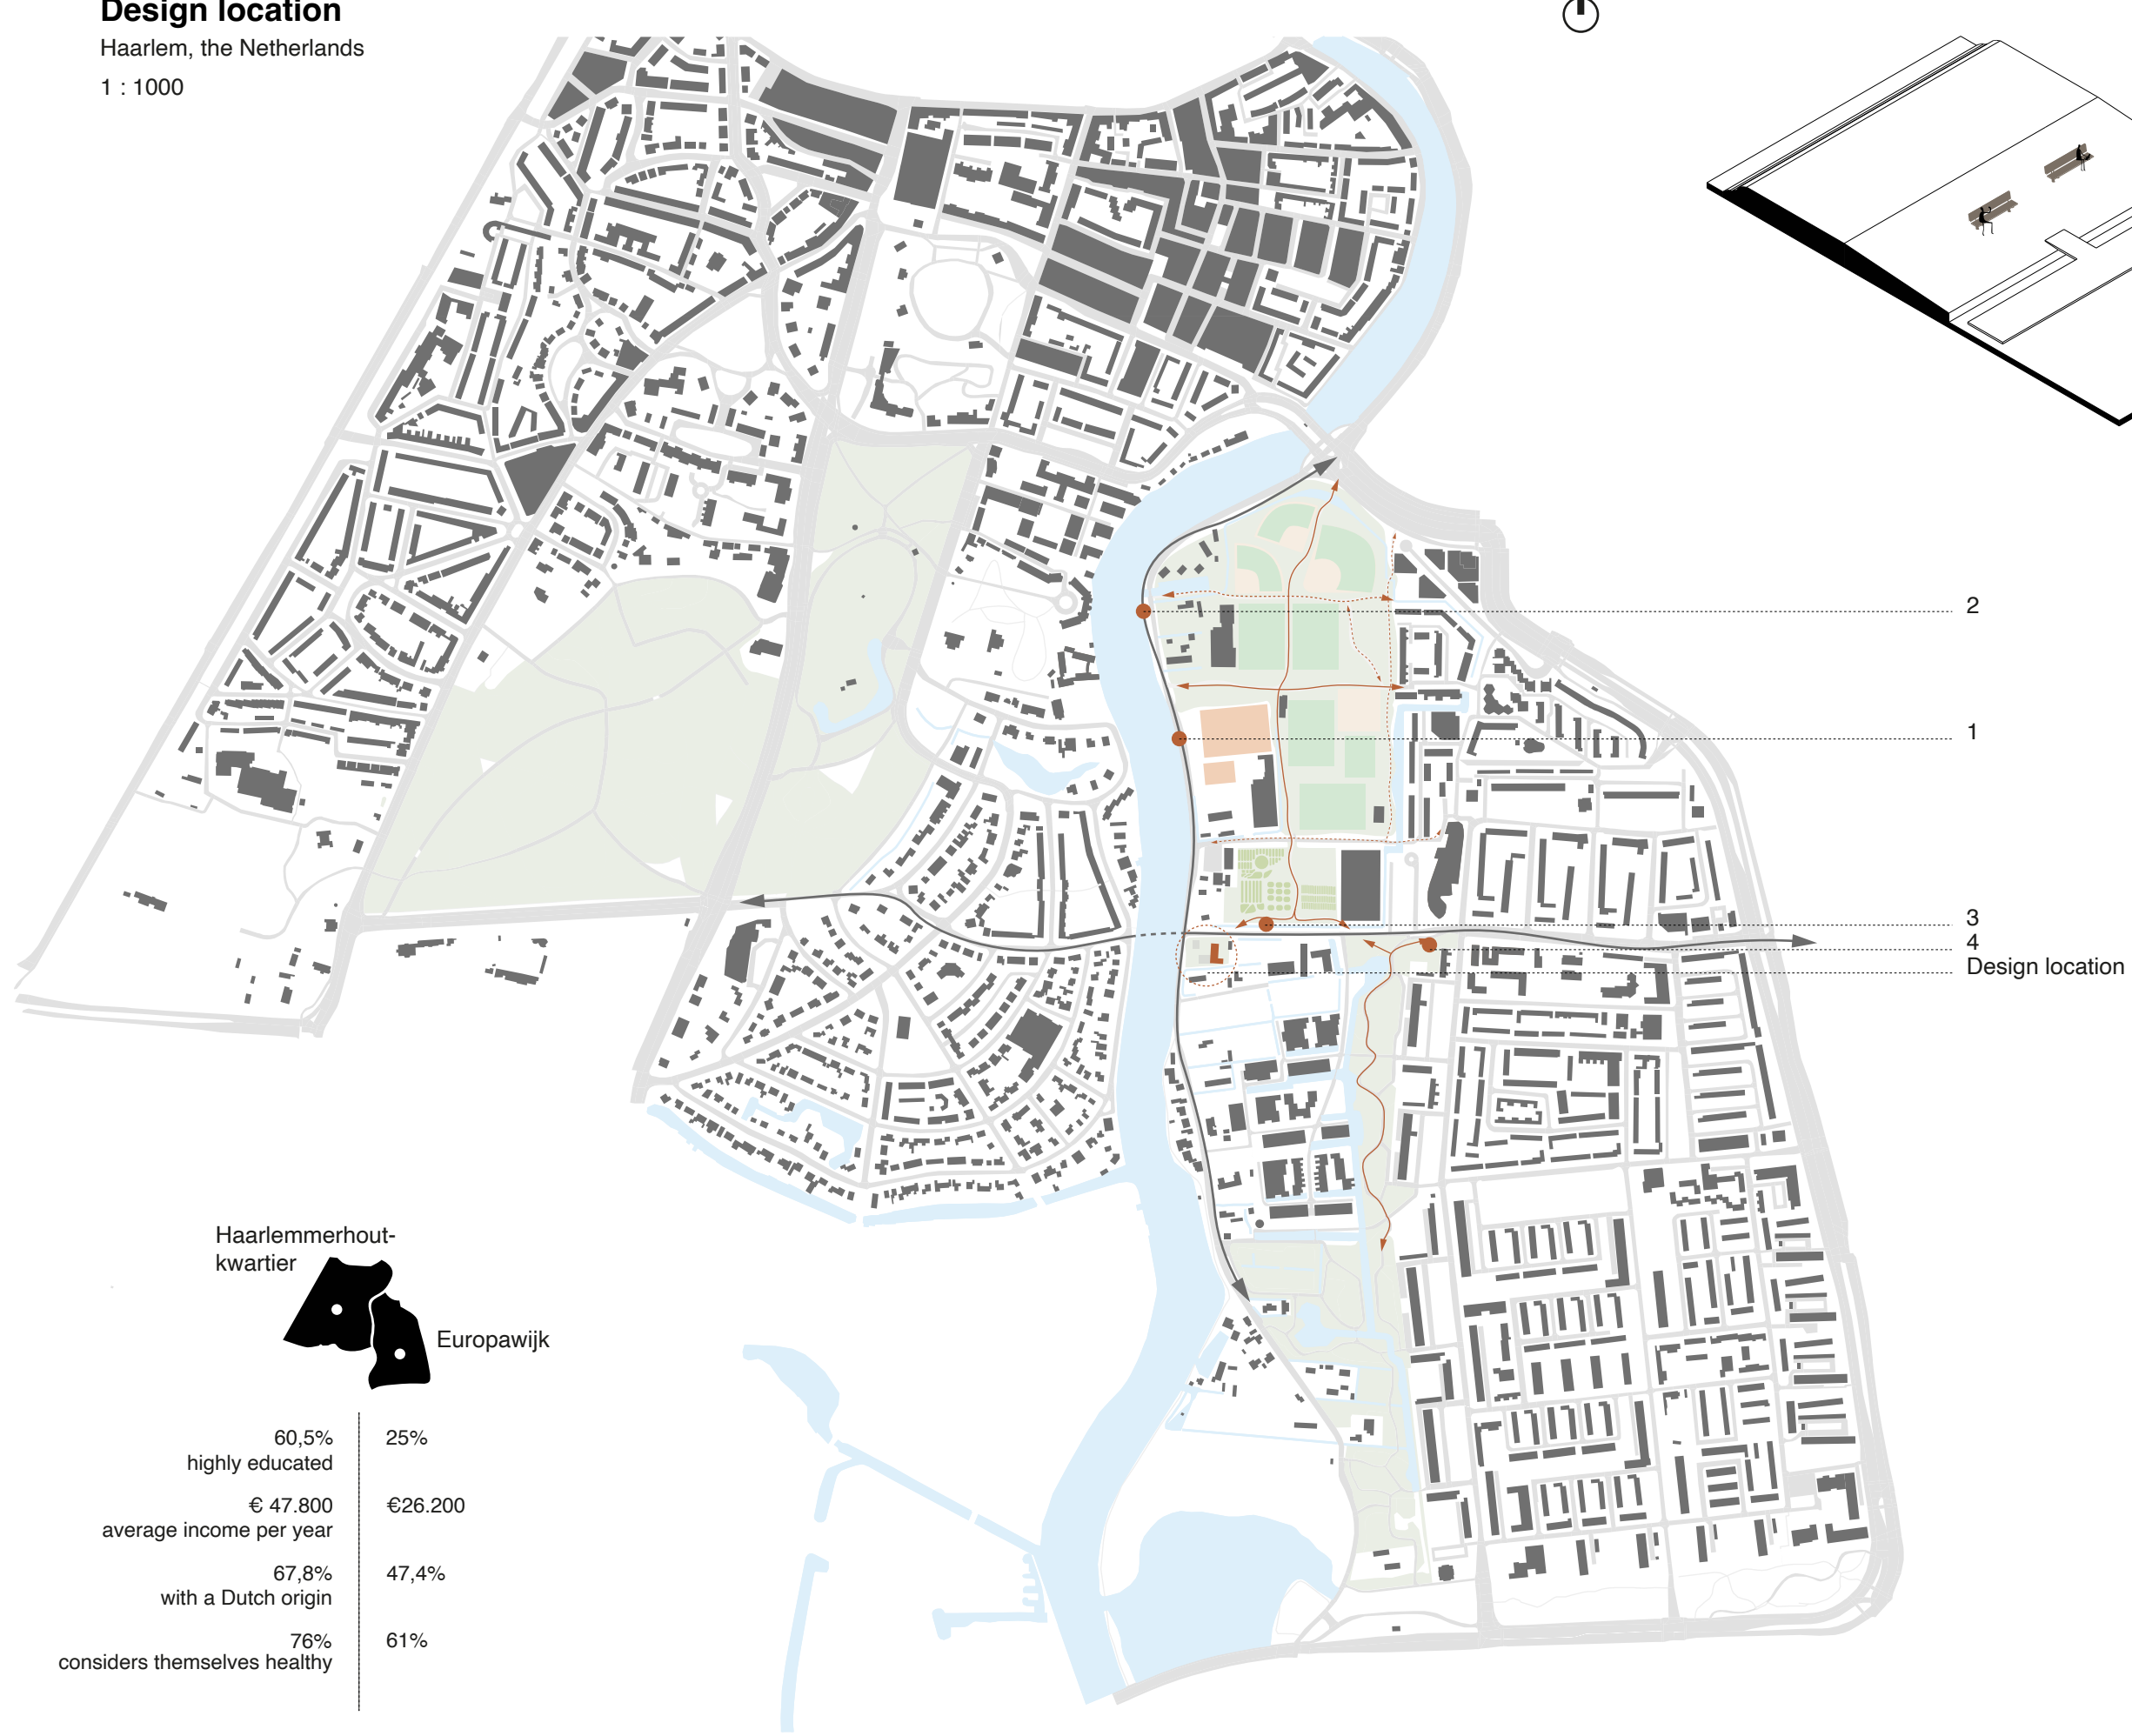 Design location
Haarlem, the Netherlands
1 : 1000
2
1
3
4
Design location
Haarlemmerhout-
kwartier
Europawijk
60,5%
25%
highly educated
€ 47.800
€26.200
average income per year
67,8%
47,4%
with a Dutch origin
76%
61%
considers themselves healthy